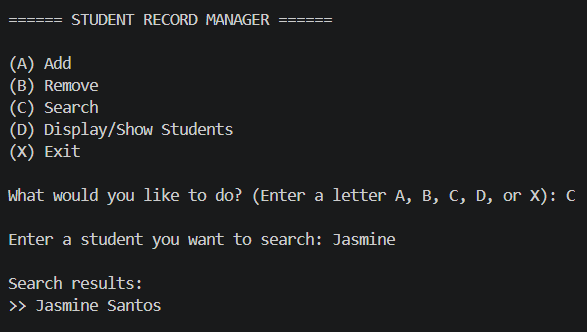 ====== STUDENT RECORD MANAGER ======
(A) Add
(B) Remove
(C) Search
(D) Display/Show Students
(X) Exit
What would you like to do? (Enter a letter A, B, C, D, or X): C
Enter a student you want to search: Jasmine
Search results:
>> Jasmine Santos